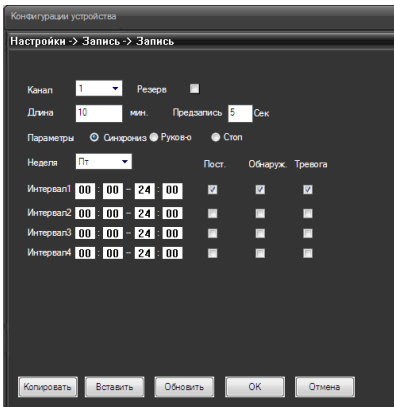 Конфигурации устройства
Настройки -> Запись -> Запись
Канал 1 Резерв
Длина 10 мин. Предзапись 5 Сек
Параметры Синхрониз Руков-о Стоп
Неделя Пт Пост. Обнаруж. Тревога
Интервал1 00 : 00 - 24 : 00
Интервал2 00 : 00 - 24 : 00
Интервал3 00 : 00 - 24 : 00
Интервал4 00 : 00 - 24 : 00
Копировать Вставить Обновить OK Отмена